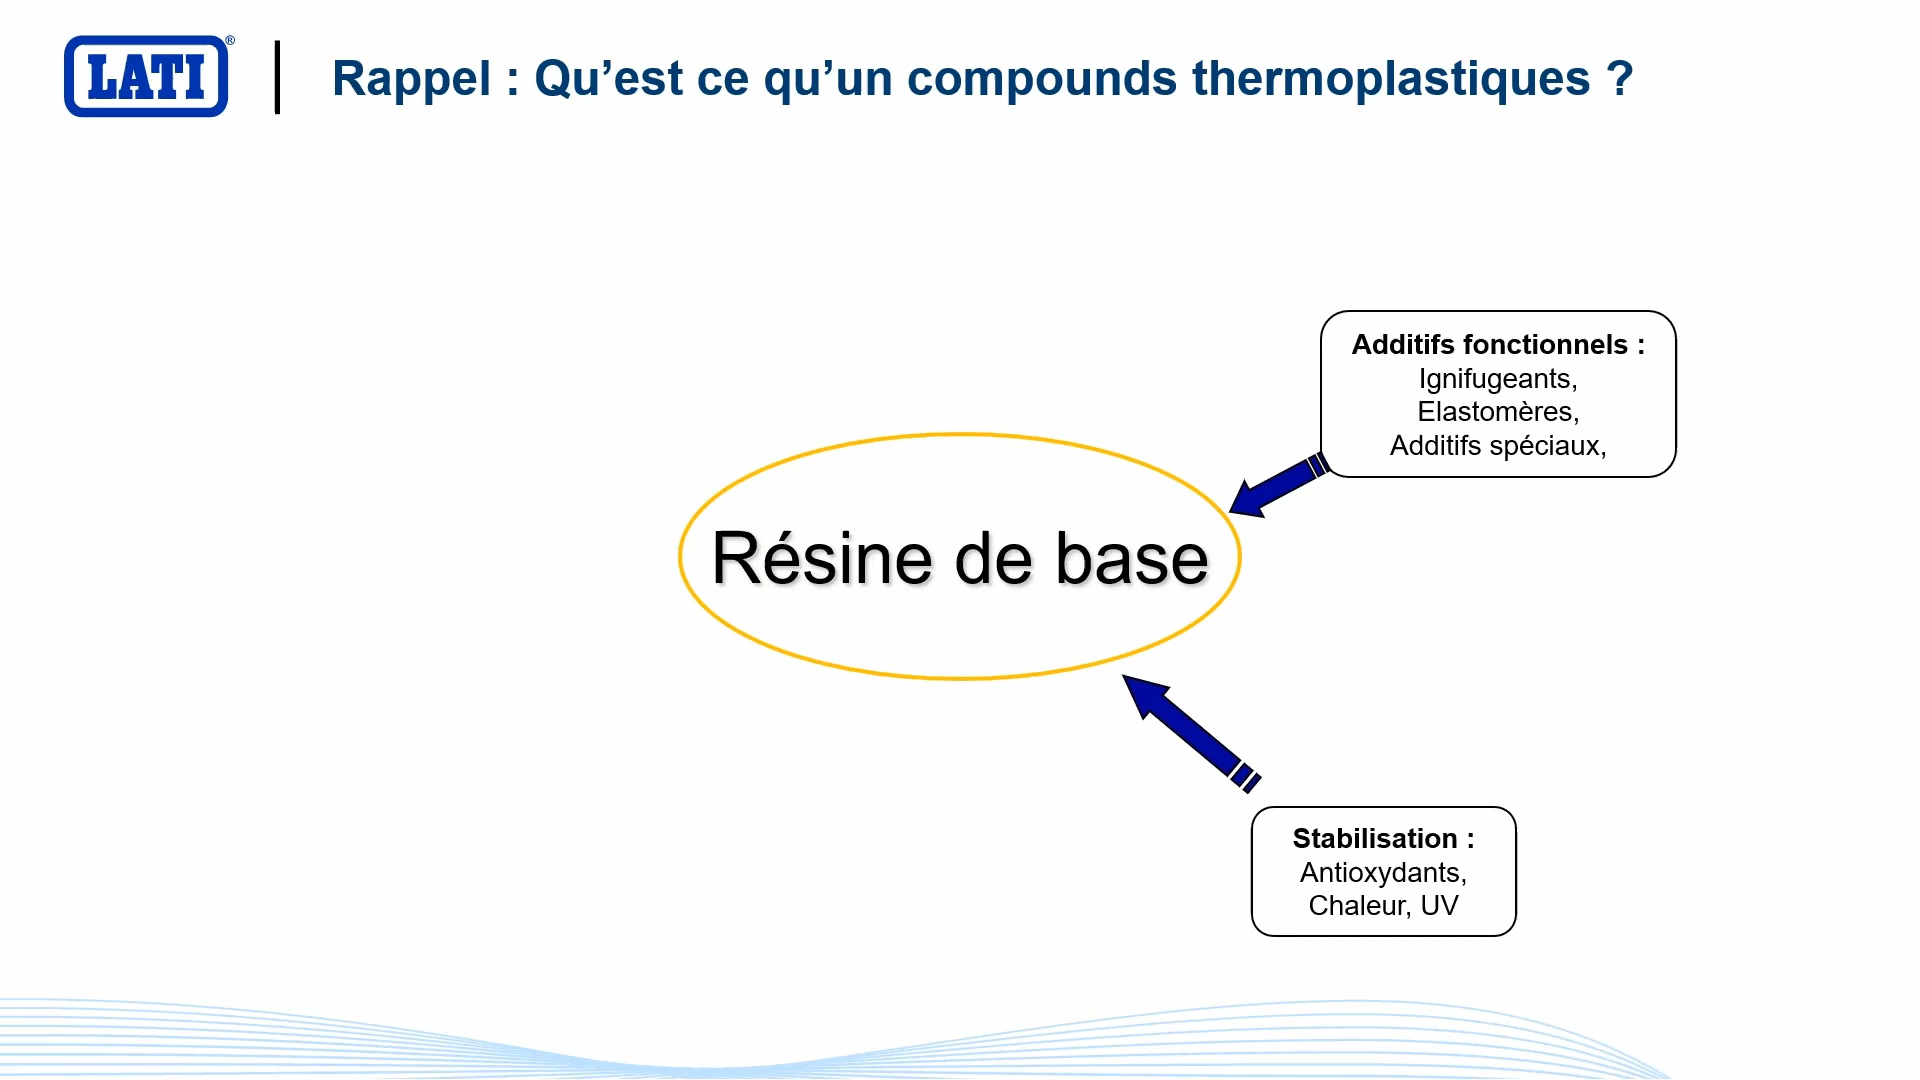 LATI®
Rappel : Qu’est ce qu’un compounds thermoplastiques ?
Additifs fonctionnels :
Ignifugeants,
Elastomères,
Additifs spéciaux,
Résine de base
Stabilisation :
Antioxydants,
Chaleur, UV